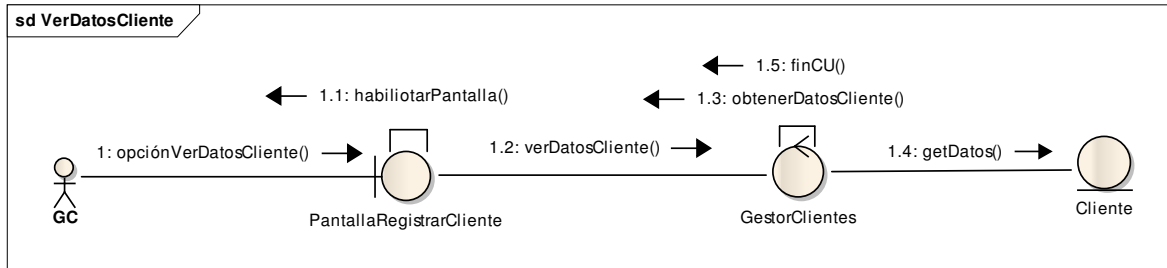 sd VerDatosCliente
1.5: finCU()
1.1: habiliotarPantalla()
1.3: obtenerDatosCliente()
1: opciónVerDatosCliente()
1.2: verDatosCliente()
1.4: getDatos()
GC
PantallaRegistrarCliente
GestorClientes
Cliente